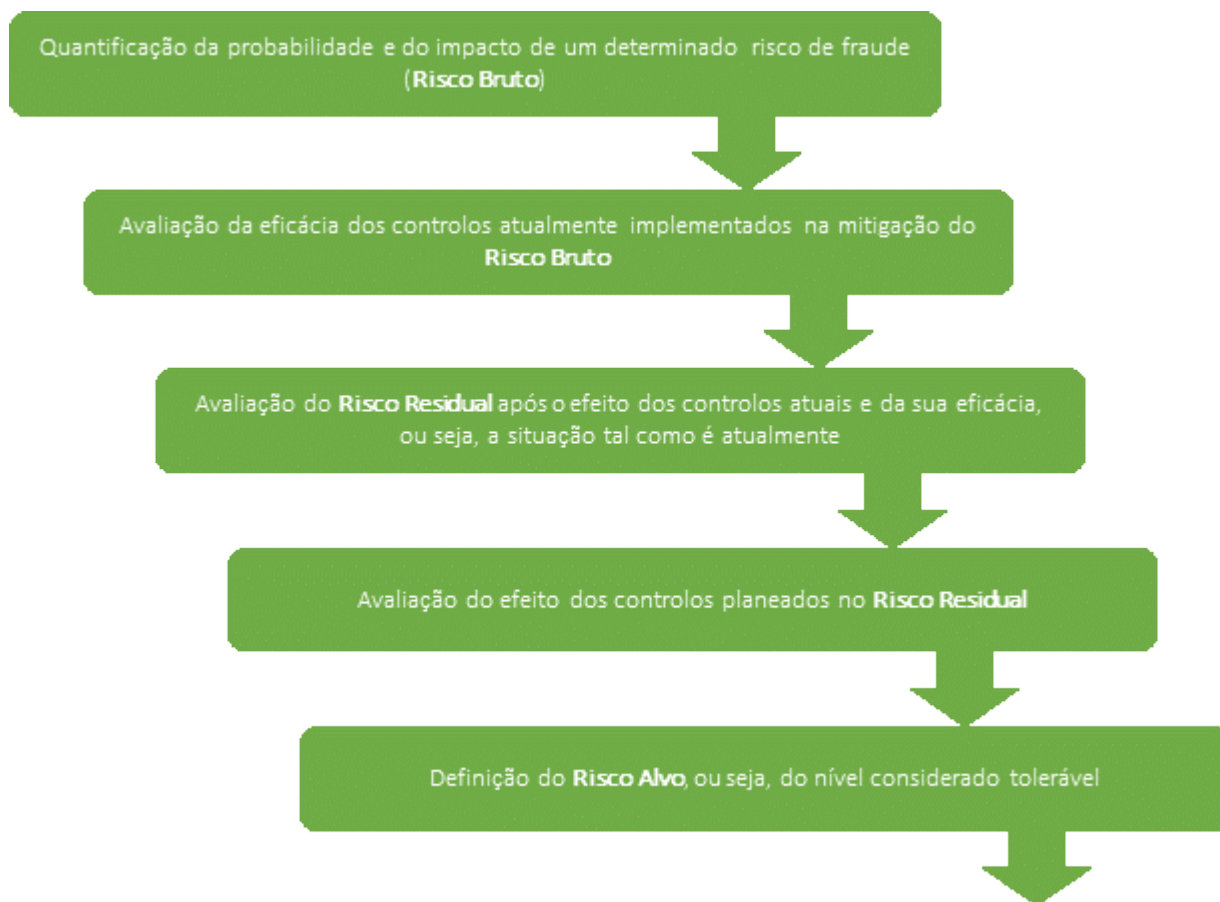 Quantificação da probabilidade e do impacto de um determinado risco de fraude
(Risco Bruto)
Avaliação da eficácia dos controlos atualmente implementados na mitigação do
Risco Bruto
Avaliação do Risco Residual após o efeito dos controlos atuais e da sua eficácia,
ou seja, a situação tal como é atualmente
Avaliação do efeito dos controlos planeados no Risco Residual
Definição do Risco Alvo, ou seja, do nível considerado tolerável